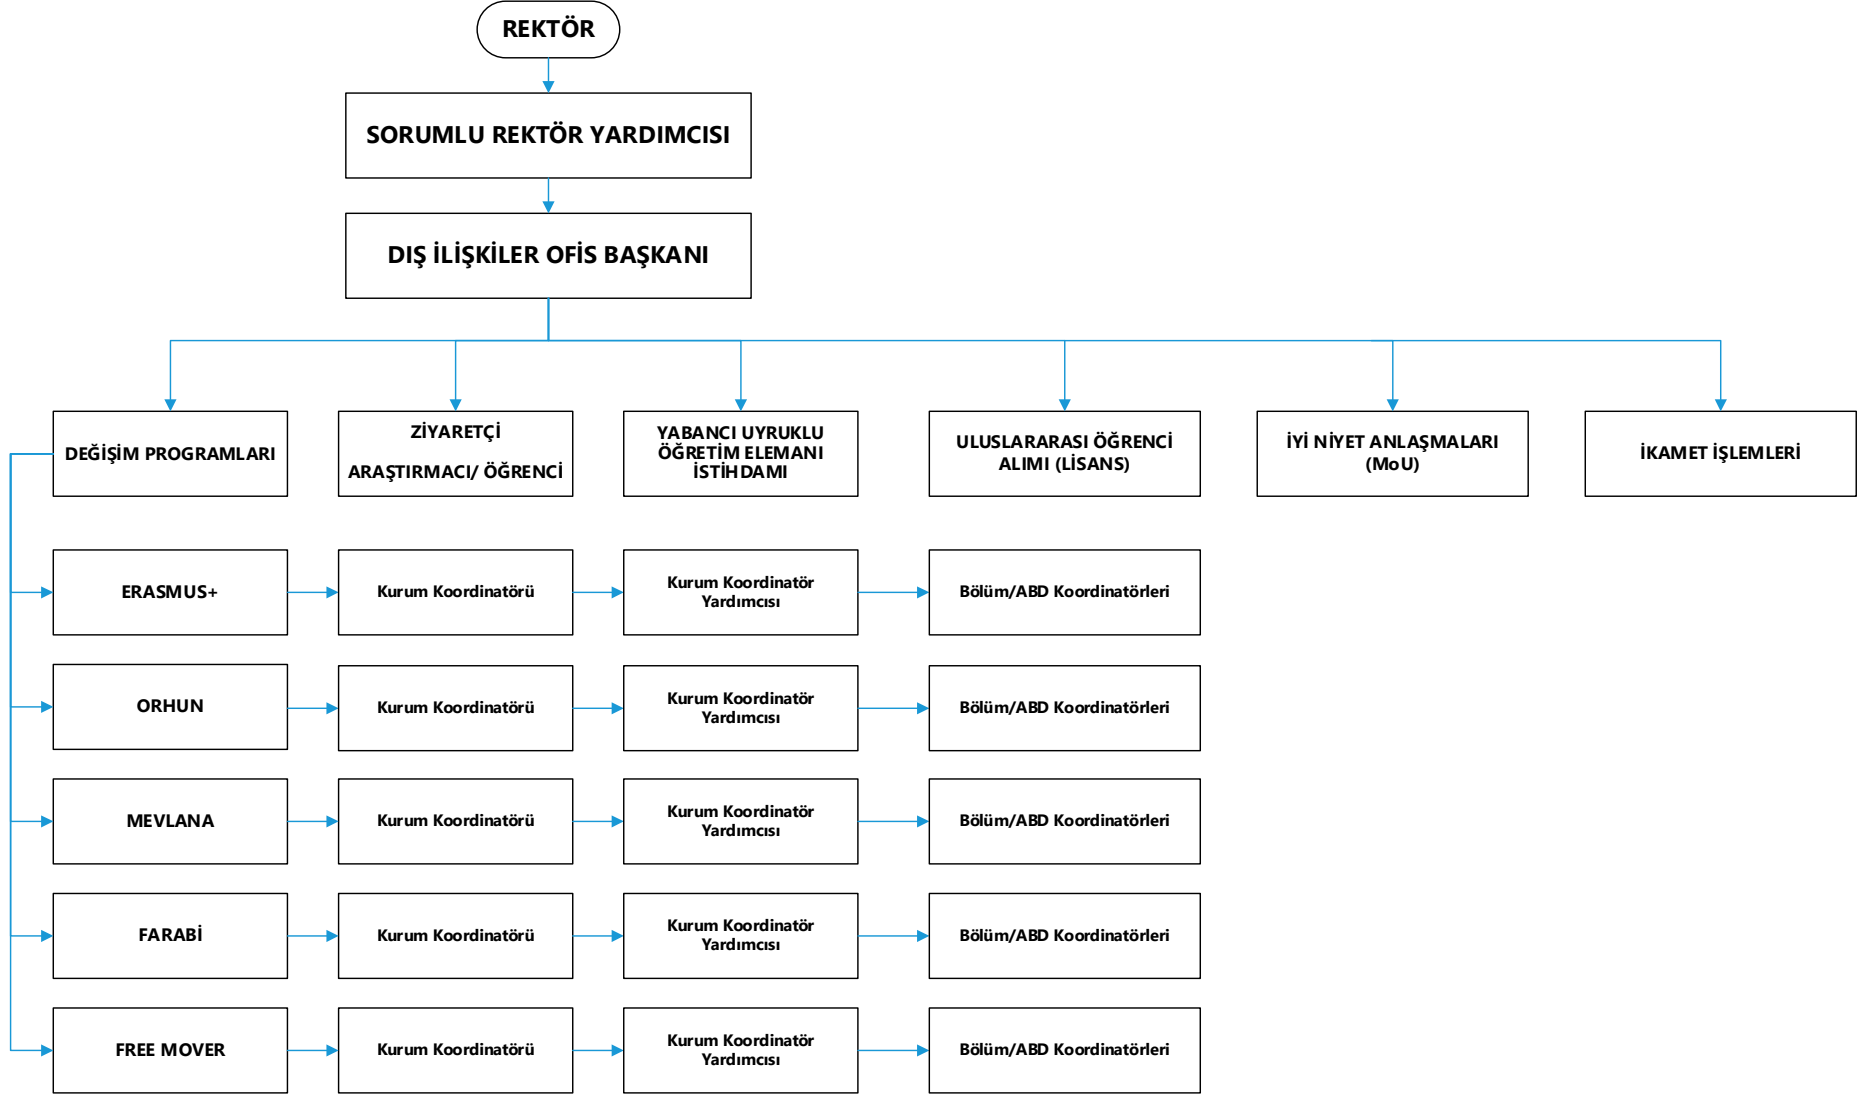 REKTÖR
SORUMLU REKTÖR YARDIMCISI
DIŞ İLİŞKİLER OFİS BAŞKANI
DEĞİŞİM PROGRAMLARI
ZİYARETÇİ
ARAŞTIRMACI/ ÖĞRENCİ
YABANCI UYRUKLU
ÖĞRETİM ELEMANI
İSTİHDAMI
ULUSLARARASI ÖĞRENCİ
ALIMI (LİSANS)
İYİ NİYET ANLAŞMALARI
(MoU)
İKAMET İŞLEMLERİ
ERASMUS+
Kurum Koordinatörü
Kurum Koordinatör
Yardımcısı
Bölüm/ABD Koordinatörleri
ORHUN
Kurum Koordinatörü
Kurum Koordinatör
Yardımcısı
Bölüm/ABD Koordinatörleri
MEVLANA
Kurum Koordinatörü
Kurum Koordinatör
Yardımcısı
Bölüm/ABD Koordinatörleri
FARABİ
Kurum Koordinatörü
Kurum Koordinatör
Yardımcısı
Bölüm/ABD Koordinatörleri
FREE MOVER
Kurum Koordinatörü
Kurum Koordinatör
Yardımcısı
Bölüm/ABD Koordinatörleri